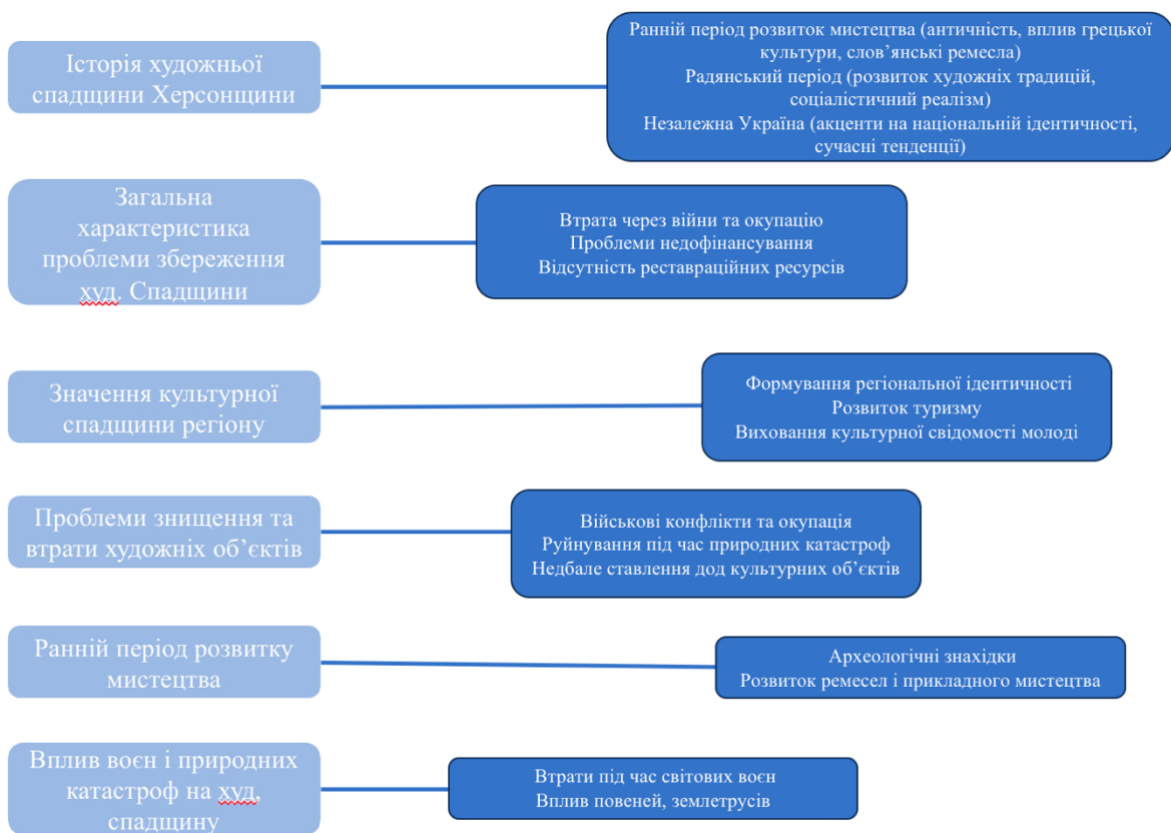 Історія художньої
спадщини Херсонщини
Ранній період розвиток мистецтва (античність, вплив грецької
культури, слов’янські ремесла)
Радянський період (розвиток художніх традицій,
соціалістичний реалізм)
Незалежна Україна (акценти на національній ідентичності,
сучасні тенденції)
Загальна
характеристика
проблеми збереження
худ. Спадщини
Втрата через війни та окупацію
Проблеми недофінансування
Відсутність реставраційних ресурсів
Значення культурної
спадщини регіону
Формування регіональної ідентичності
Розвиток туризму
Виховання культурної свідомості молоді
Проблеми знищення та
втрати художніх об’єктів
Військові конфлікти та окупація
Руйнування під час природних катастроф
Недбале ставлення дод культурних об’єктів
Ранній період розвитку
мистецтва
Археологічні знахідки
Розвиток ремесел і прикладного мистецтва
Вплив воєн і природних
катастроф на худ,
спадщину
Втрати під час світових воєн
Вплив повеней, землетрусів